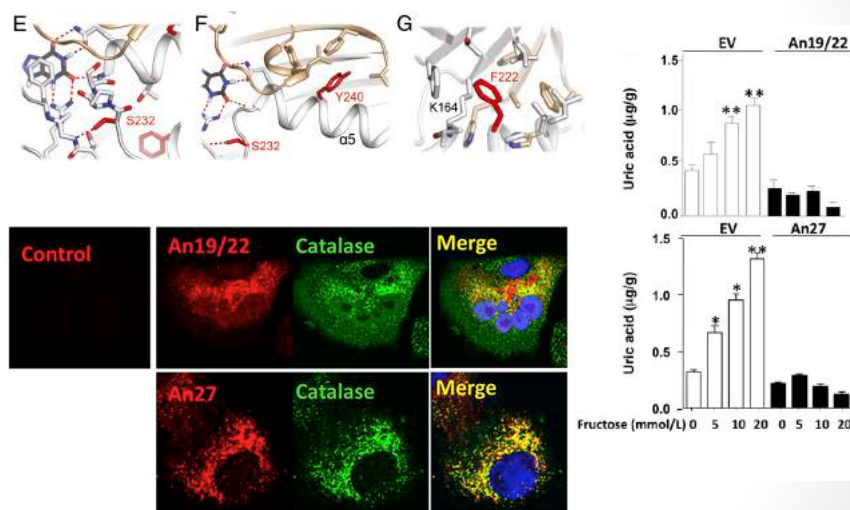 E
F
G
S232
S232
Y240
α5
K164
F222
Control
An19/22
Catalase
Merge
An27
Catalase
Merge
EV An19/22
Uric acid (µg/g)
1.5
1.0
0.5
0.0
** **
EV An27
Uric acid (µg/g)
1.5
1.0
0.5
0.0
* * **
Fructose (mmol/L) 0 5 10 20 0 5 10 20